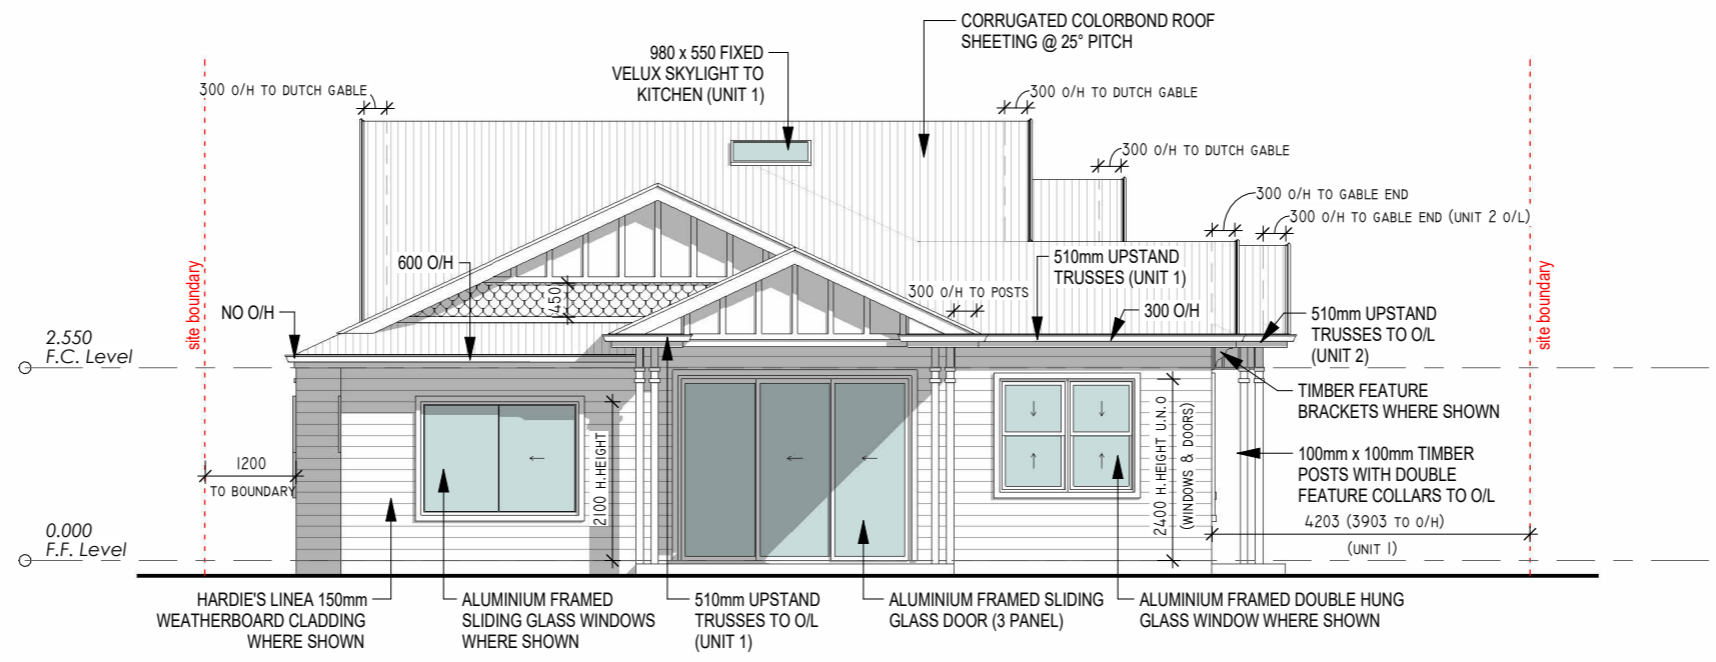 CORRUGATED COLORBOND ROOF
SHEETING @ 25° PITCH
980 x 550 FIXED
VELUX SKYLIGHT TO
KITCHEN (UNIT 1)
300 O/H TO DUTCH GABLE
300 O/H TO DUTCH GABLE
300 O/H TO DUTCH GABLE
300 O/H TO GABLE END
300 O/H TO GABLE END (UNIT 2 O/L)
600 O/H
510mm UPSTAND
TRUSSES (UNIT 1)
site boundary
site boundary
450
300 O/H TO POSTS
NO O/H
300 O/H
510mm UPSTAND
TRUSSES TO O/L
(UNIT 2)
2.550
F.C. Level
TIMBER FEATURE
BRACKETS WHERE SHOWN
2100 H.HEIGHT
2400 H.HEIGHT U.N.O
(WINDOWS & DOORS)
1200
TO BOUNDARY
100mm x 100mm TIMBER
POSTS WITH DOUBLE
FEATURE COLLARS TO O/L
4203 (3903 TO O/H)
(UNIT 1)
0.000
F.F. Level
HARDIE'S LINEA 150mm
WEATHERBOARD CLADDING
WHERE SHOWN
ALUMINIUM FRAMED
SLIDING GLASS WINDOWS
WHERE SHOWN
510mm UPSTAND
TRUSSES TO O/L
(UNIT 1)
ALUMINIUM FRAMED SLIDING
GLASS DOOR (3 PANEL)
ALUMINIUM FRAMED DOUBLE HUNG
GLASS WINDOW WHERE SHOWN